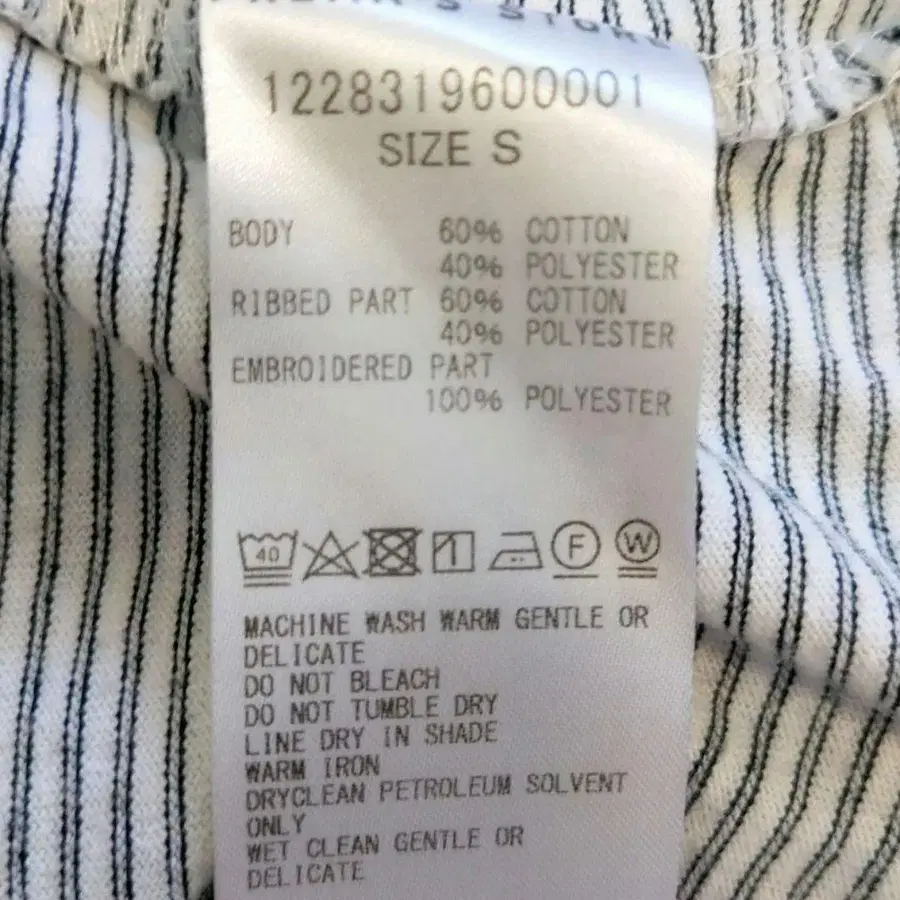 STORE
1228319600001
SIZE S
BODY 60% COTTON
40% POLYESTER
RIBBED PART 60% COTTON
40% POLYESTER
EMBROIDERED PART
100% POLYESTER
40 F W
MACHINE WASH WARM GENTLE OR
DELICATE
DO NOT BLEACH
DO NOT TUMBLE DRY
LINE DRY IN SHADE
WARM IRON
DRYCLEAN PETROLEUM SOLVENT
ONLY
WET CLEAN GENTLE OR
DELICATE